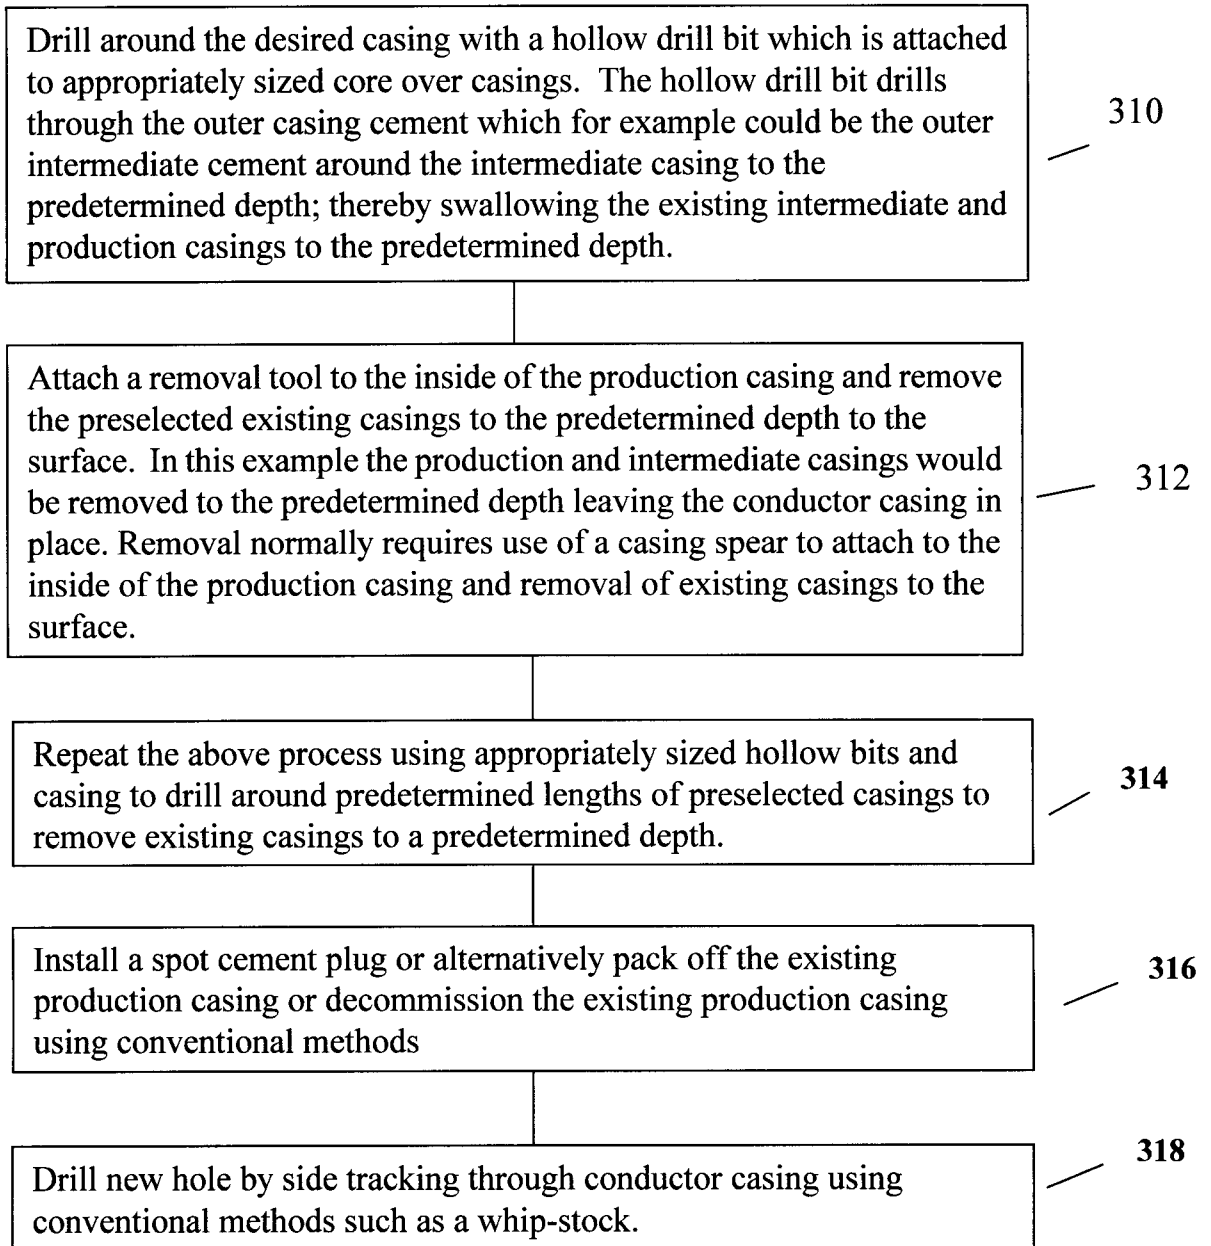 Drill around the desired casing with a hollow drill bit which is attached
to appropriately sized core over casings.  The hollow drill bit drills
through the outer casing cement which for example could be the outer
intermediate cement around the intermediate casing to the
predetermined depth; thereby swallowing the existing intermediate and
production casings to the predetermined depth.
310
Attach a removal tool to the inside of the production casing and remove
the preselected existing casings to the predetermined depth to the
surface.  In this example the production and intermediate casings would
be removed to the predetermined depth leaving the conductor casing in
place. Removal normally requires use of a casing spear to attach to the
inside of the production casing and removal of existing casings to the
surface.
312
Repeat the above process using appropriately sized hollow bits and
casing to drill around predetermined lengths of preselected casings to
remove existing casings to a predetermined depth.
314
Install a spot cement plug or alternatively pack off the existing
production casing or decommission the existing production casing
using conventional methods
316
Drill new hole by side tracking through conductor casing using
conventional methods such as a whip-stock.
318